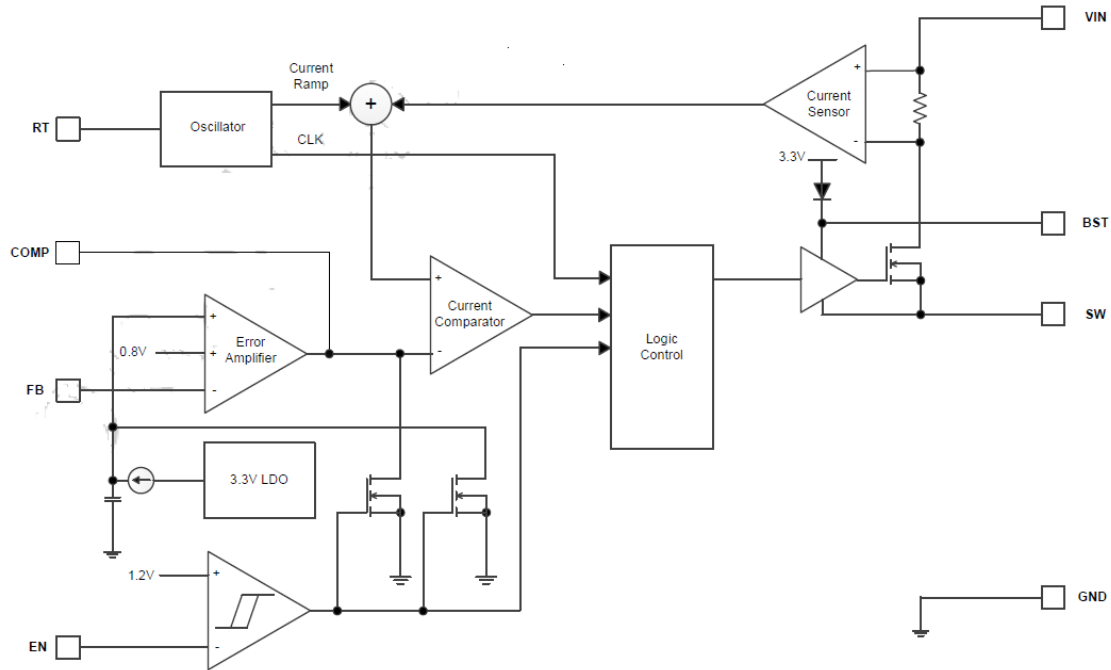 VIN
Current
Ramp
+
+
Current
Sensor
-
RT
Oscillator
CLK
3.3V
BST
COMP
+
Current
Comparator
-
SW
+
Error
Amplifier
0.8V
+
-
Logic
Control
FB
3.3V LDO
1.2V
+
-
GND
EN